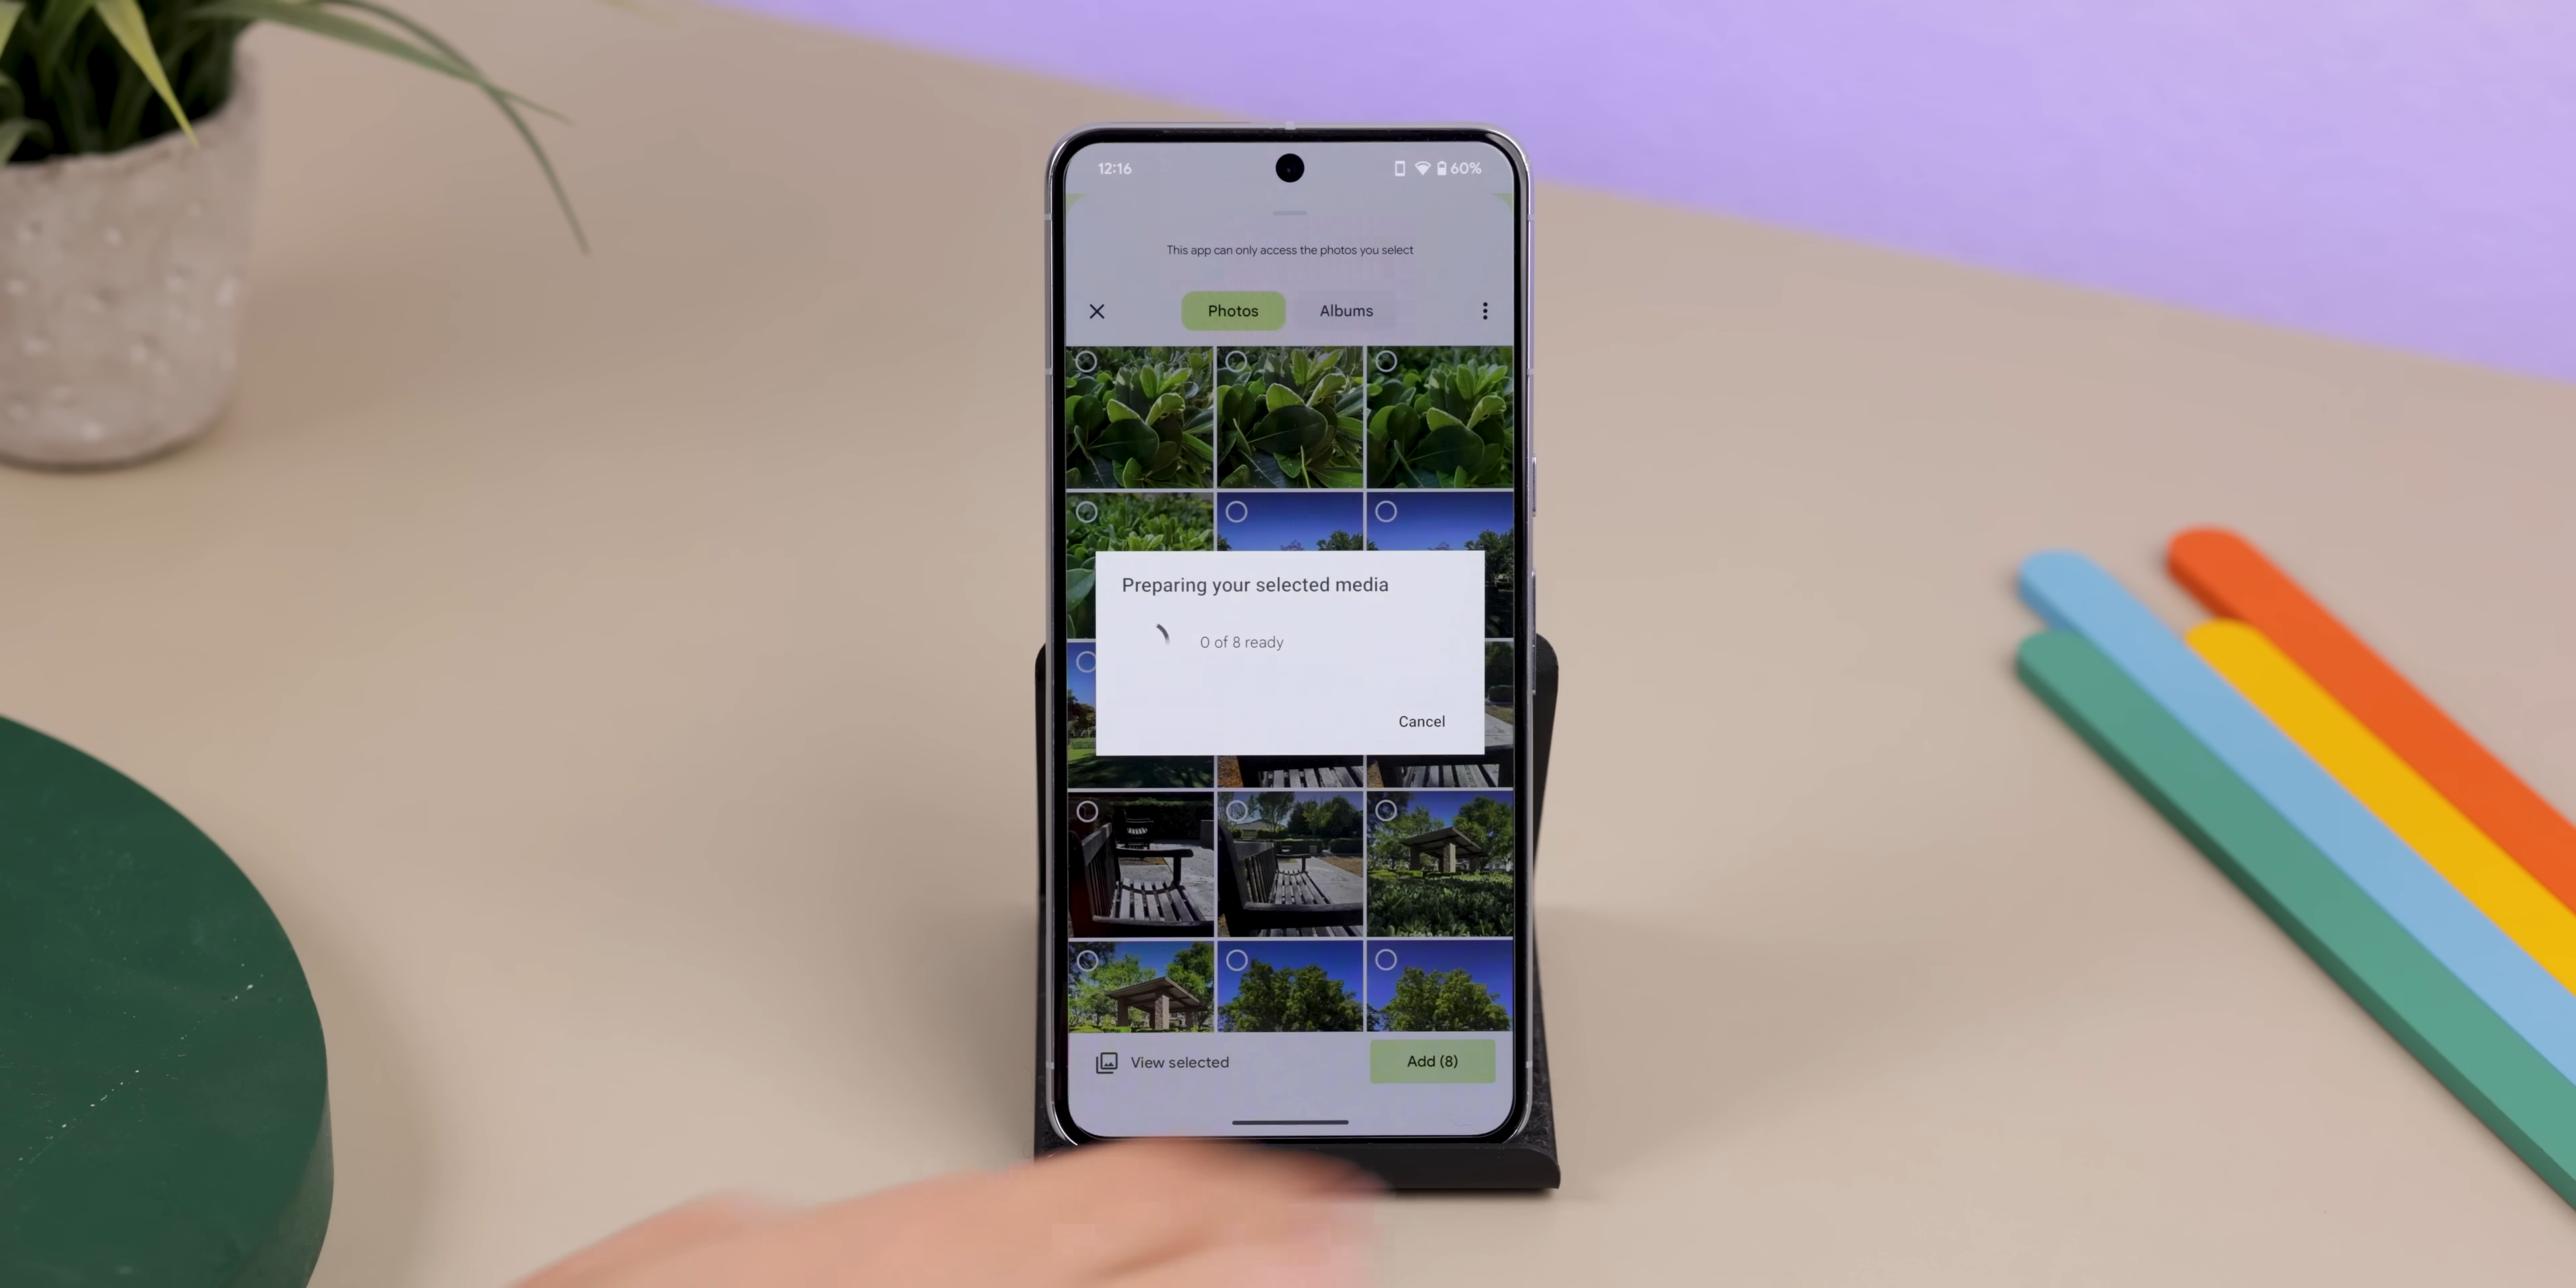 12:16
60%
This app can only access the photos you select
Photos
Albums
Preparing your selected media
0 of 8 ready
Cancel
View selected
Add (8)